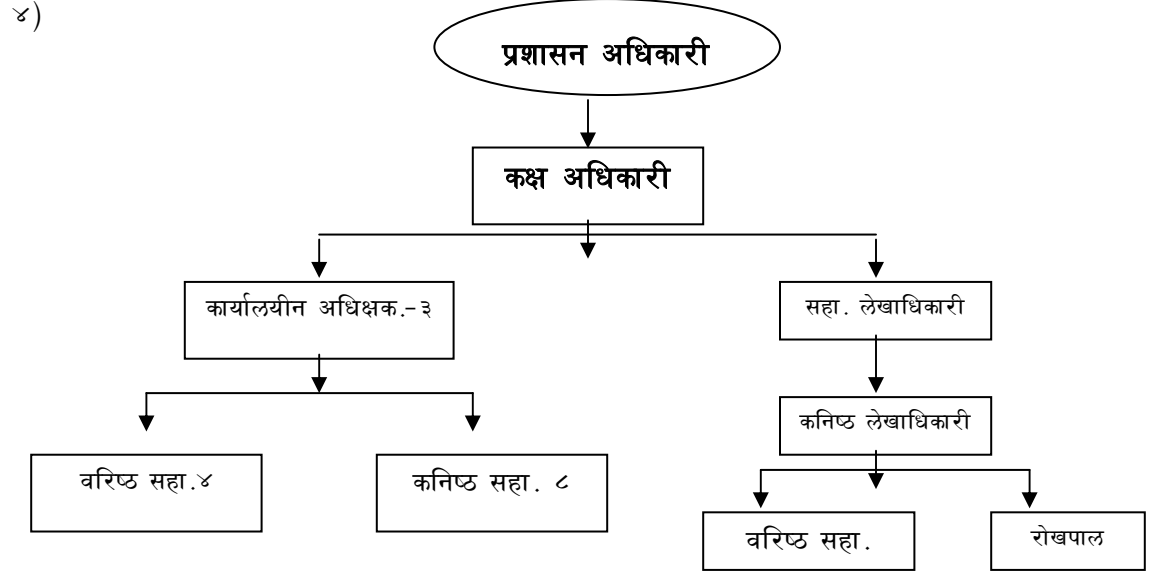 ४)
प्रशासन अधिकारी
कक्ष अधिकारी
कार्यालयीन अधिक्षक.-३
सहा. लेखाधिकारी
कनिष्ठ लेखाधिकारी
वरिष्ठ सहा.४
कनिष्ठ सहा. ८
वरिष्ठ सहा.
रोखपाल